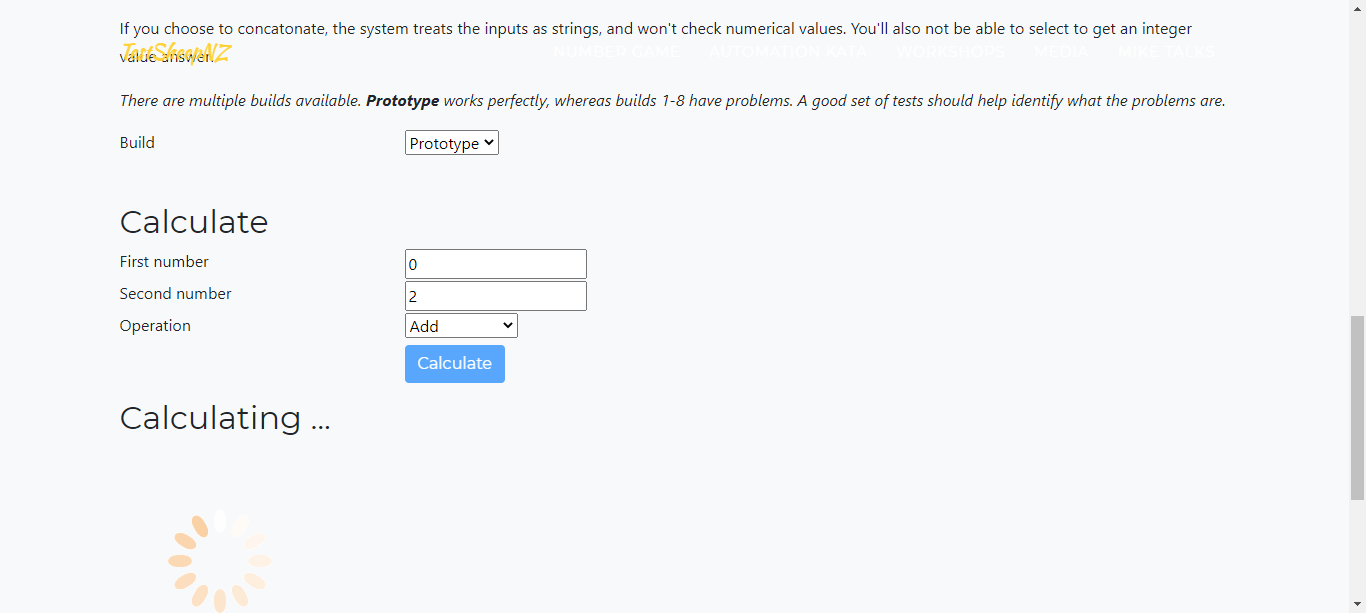 If you choose to concatonate, the system treats the inputs as strings, and won't check numerical values. You'll also not be able to select to get an integer
TestSheepNZ NUMBER GAME AUTOMATION WORKSHOPS MEDIA MIKE TALKS
value answer.
There are multiple builds available. Prototype works perfectly, whereas builds 1-8 have problems. A good set of tests should help identify what the problems are.
Build Prototype
Calculate
First number 0
Second number 2
Operation Add
Calculate
Calculating ...